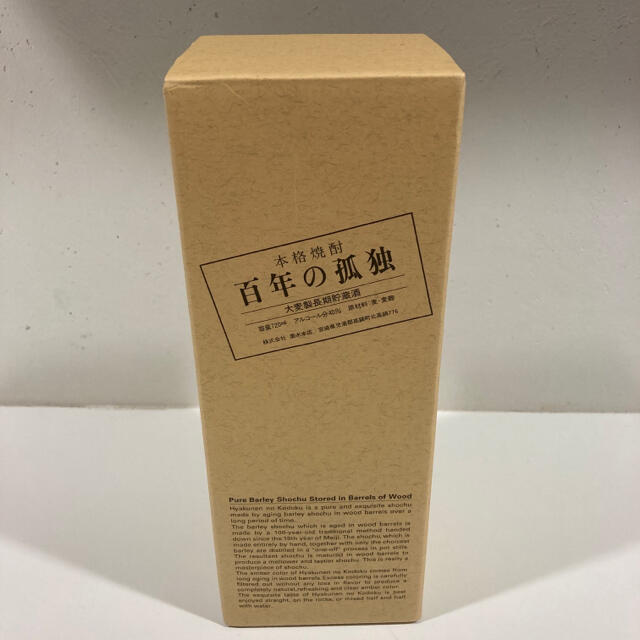 本格焼酎
百年の孤独
大麦製長期貯蔵酒
容量720ml アルコール分40% 原材料 麦・麦麹
株式会社 黒木本店 宮崎県児湯郡高鍋町北高鍋776
Pure Barley Shochu Stored in Barrels of Wood
Hyakunen no Kodoku is a pure and exquisite shochu
made by aging barley shochu in wood barrels over a
long period of time.
The barley shochu which is aged in wood barrels is
made by a 100-year-old traditional method handed
down since the 18th year of Meiji. The shochu, which is
made entirely by hand, together with only the choicest
barley are distilled in a "one-off" process in pot stills.
The resultant shochu is matured in wood barrels to
produce a mellower and tastier shochu. This is really a
masterpiece of shochu.
The amber color of Hyakunen no Kodoku comes from
long aging in wood barrels. Excess coloring is carefully
filtered out without any loss in flavor to produce a
completely natural, refreshing and clear amber color.
The exquisite taste of Hyakunen no Kodoku is best
enjoyed straight, on the rocks, or mixed half and half
with water.